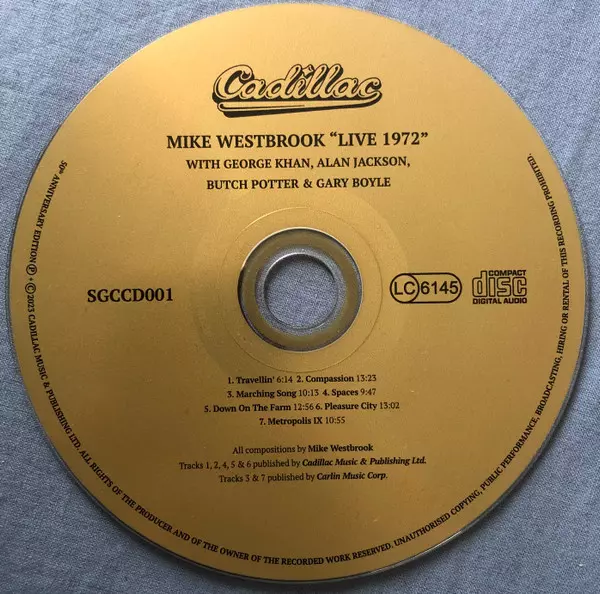 Cadillac
MIKE WESTBROOK “LIVE 1972”
WITH GEORGE KHAN, ALAN JACKSON,
BUTCH POTTER & GARY BOYLE
SGCCD001
LC 6145
COMPACT
disc
DIGITAL AUDIO
1. Travellin' 6:14 2. Compassion 13:23
3. Marching Song 10:13 4. Spaces 9:47
5. Down On The Farm 12:56 6. Pleasure City 13:02
7. Metropolis IX 10:55
All compositions by Mike Westbrook
Tracks 1, 2, 4, 5 & 6 published by Cadillac Music & Publishing Ltd.
Tracks 3 & 7 published by Carlin Music Corp.
50TH ANNIVERSARY EDITION ℗ + © 2023 CADILLAC MUSIC & PUBLISHING LTD. ALL RIGHTS OF THE PRODUCER AND OF THE OWNER OF THE RECORDED WORK RESERVED. UNAUTHORISED COPYING, PUBLIC PERFORMANCE, BROADCASTING, HIRING OR RENTAL OF THIS RECORDING PROHIBITED.